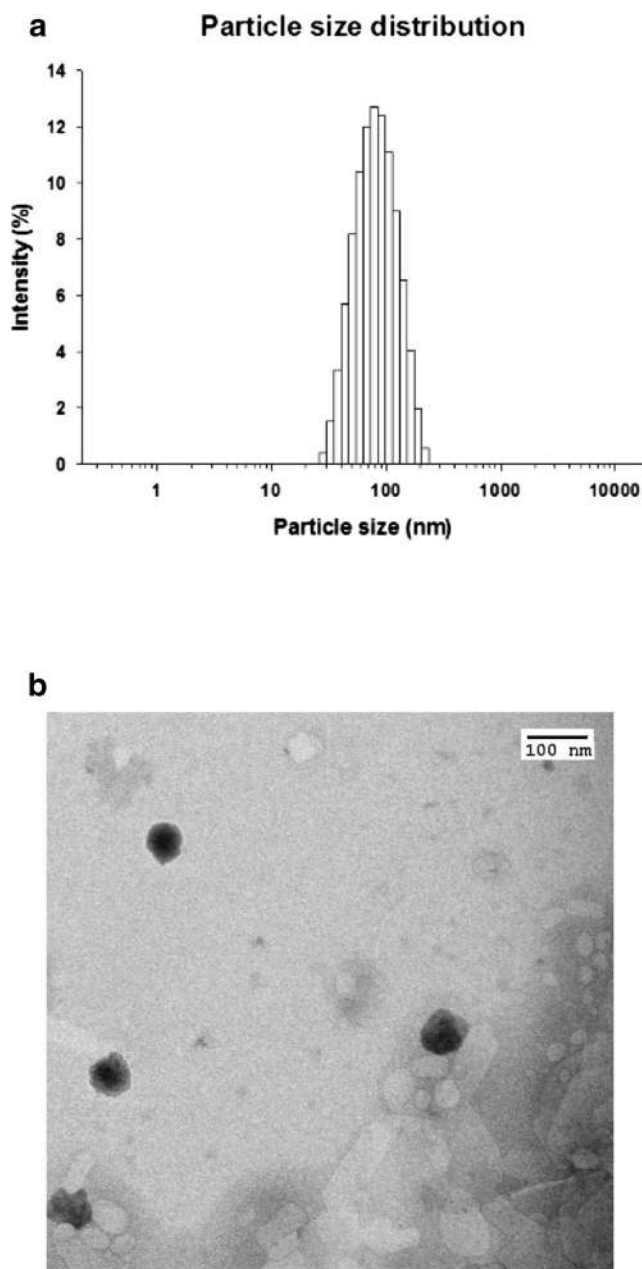 a
Particle size distribution
14
12
10
8
6
4
2
0
Intensity (%)
1 10 100 1000 10000
Particle size (nm)
b
100 nm